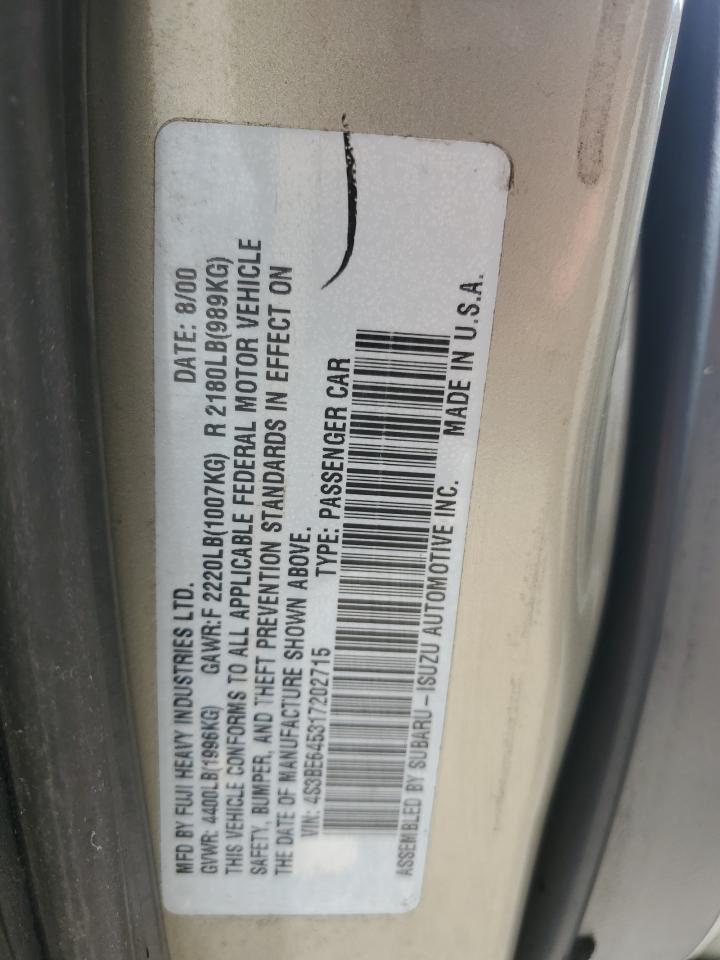 MFD BY FUJI HEAVY INDUSTRIES LTD. DATE: 8/00
GVWR: 4400LB(1996KG) GAWR:F 2220LB(1007KG) R 2180LB(989KG)
THIS VEHICLE CONFORMS TO ALL APPLICABLE FEDERAL MOTOR VEHICLE
SAFETY, BUMPER, AND THEFT PREVENTION STANDARDS IN EFFECT ON
THE DATE OF MANUFACTURE SHOWN ABOVE.
VIN: 4S3BE645317202715 TYPE: PASSENGER CAR
ASSEMBLED BY SUBARU-ISUZU AUTOMOTIVE INC. MADE IN U.S.A.